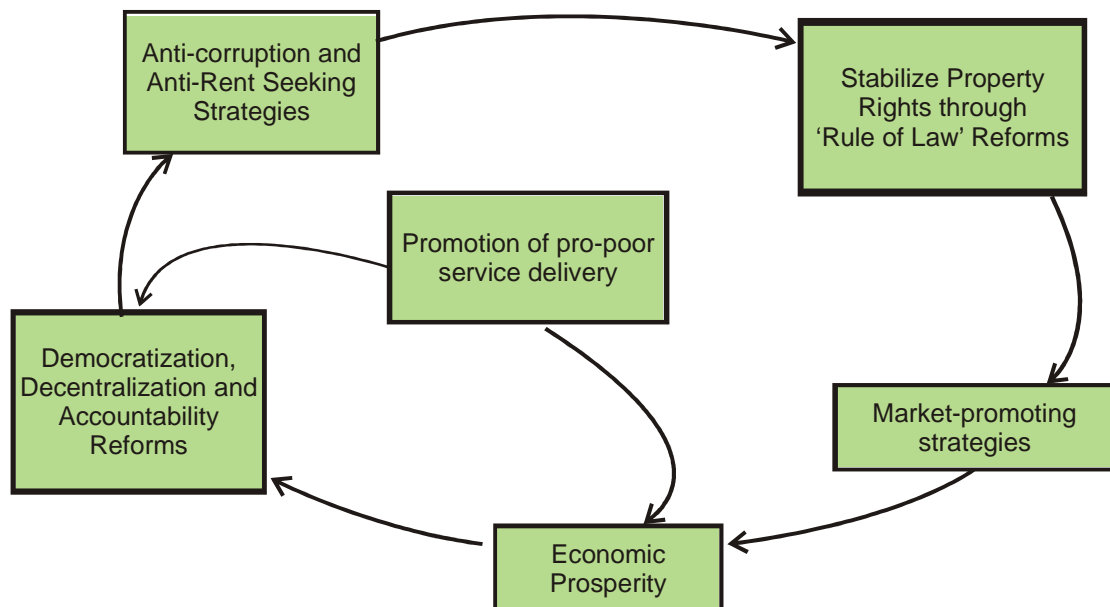 Anti-corruption and
Anti-Rent Seeking
Strategies
Stabilize Property
Rights through
‘Rule of Law’ Reforms
Promotion of pro-poor
service delivery
Democratization,
Decentralization and
Accountability
Reforms
Market-promoting
strategies
Economic
Prosperity